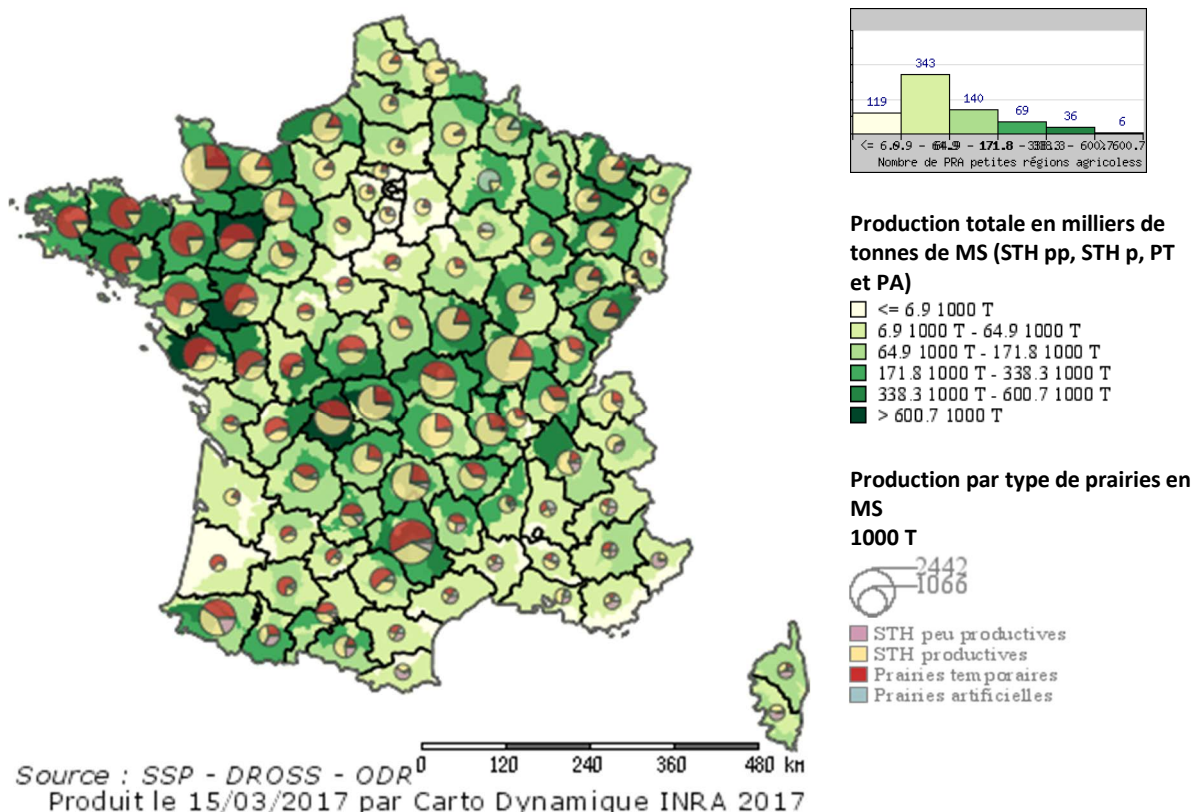 343
119
140
69
36
6
Nombre de PRA petites régions agricoless
Production totale en milliers de
tonnes de MS (STH pp, STH p, PT
et PA)
<= 6.9 1000 T
6.9 1000 T - 64.9 1000 T
64.9 1000 T - 171.8 1000 T
171.8 1000 T - 338.3 1000 T
338.3 1000 T - 600.7 1000 T
> 600.7 1000 T
Production par type de prairies en
MS
1000 T
2442
1066
STH peu productives
STH productives
Prairies temporaires
Prairies artificielles
0 120 240 360 480 km
Source : SSP - DROSS - ODR
Produit le 15/03/2017 par Carto Dynamique INRA 2017